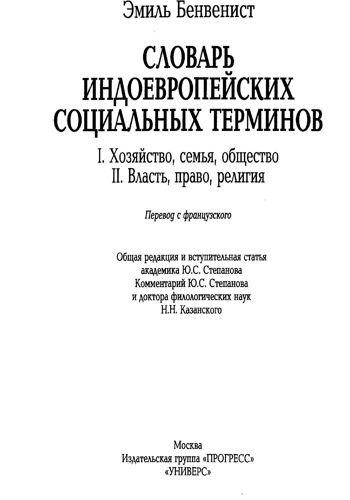 Эмиль Бенвенист
СЛОВАРЬ
ИНДОЕВРОПЕЙСКИХ
СОЦИАЛЬНЫХ ТЕРМИНОВ
I. Хозяйство, семья, общество
II. Власть, право, религия
Перевод с французского
Общая редакция и вступительная статья
академика Ю.С. Степанова
Комментарий Ю.С. Степанова
и доктора филологических наук
Н.Н. Казанского
Москва
Издательская группа «ПРОГРЕСС»
«УНИВЕРС»